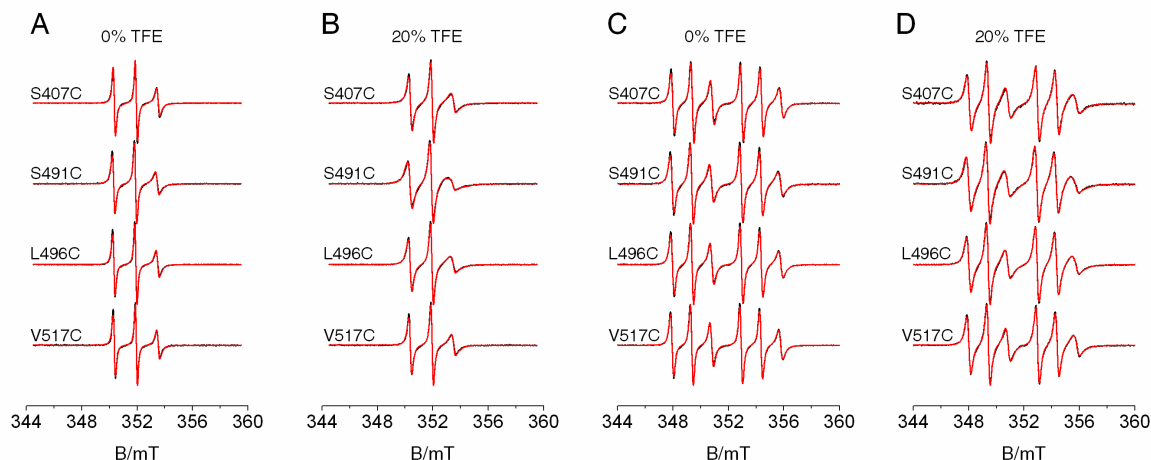 A B C D
0% TFE 20% TFE 0% TFE 20% TFE
S407C S407C S407C S407C
S491C S491C S491C S491C
L496C L496C L496C L496C
V517C V517C V517C V517C
344 348 352 356 360 344 348 352 356 360 344 348 352 356 360 344 348 352 356 360
B/mT B/mT B/mT B/mT